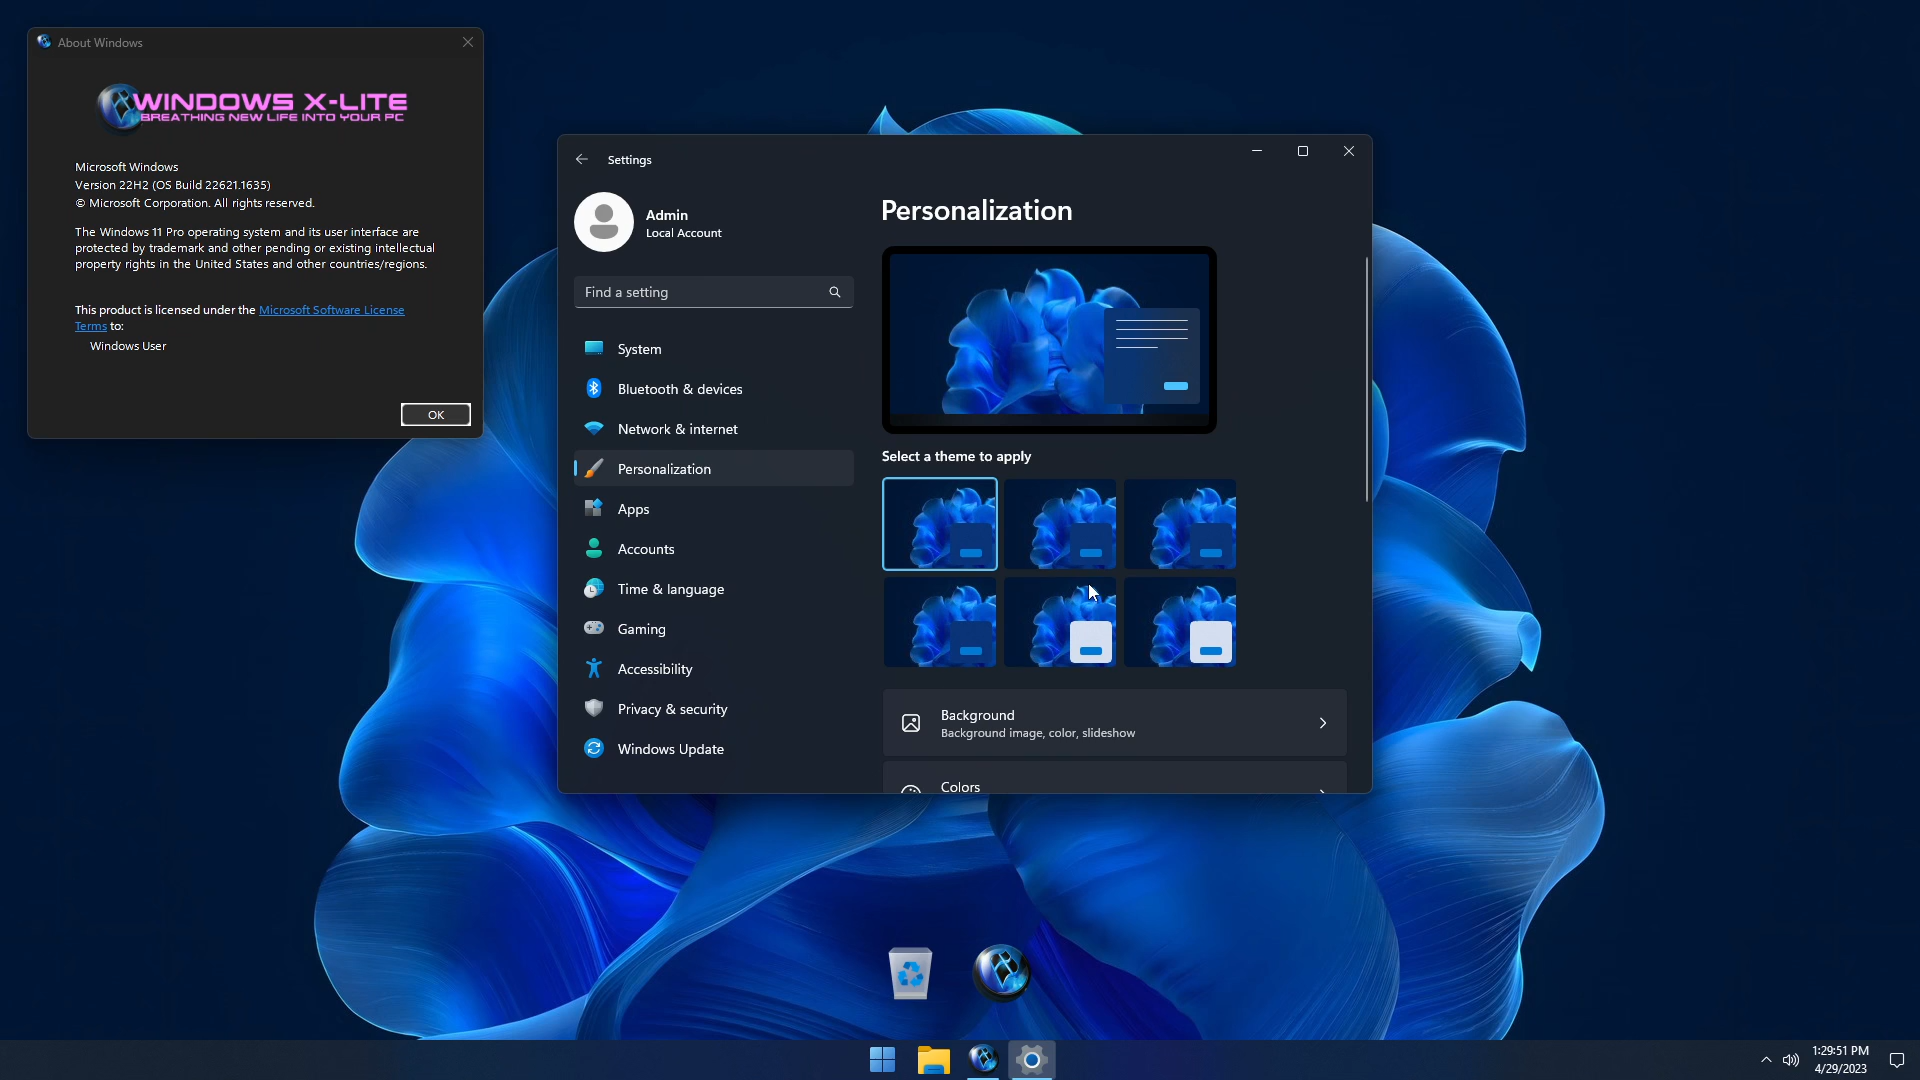 About Windows
WINDOWS X-LITE
BREATHING NEW LIFE INTO YOUR PC
Microsoft Windows
Version 22H2 (OS Build 22621.1635)
© Microsoft Corporation. All rights reserved.
The Windows 11 Pro operating system and its user interface are
protected by trademark and other pending or existing intellectual
property rights in the United States and other countries/regions.
This product is licensed under the Microsoft Software License
Terms to:
Windows User
OK
Settings
Admin
Local Account
Find a setting
System
Bluetooth & devices
Network & internet
Personalization
Apps
Accounts
Time & language
Gaming
Accessibility
Privacy & security
Windows Update
Personalization
Select a theme to apply
Background
Background image, color, slideshow
Colors
1:29:51 PM
4/29/2023